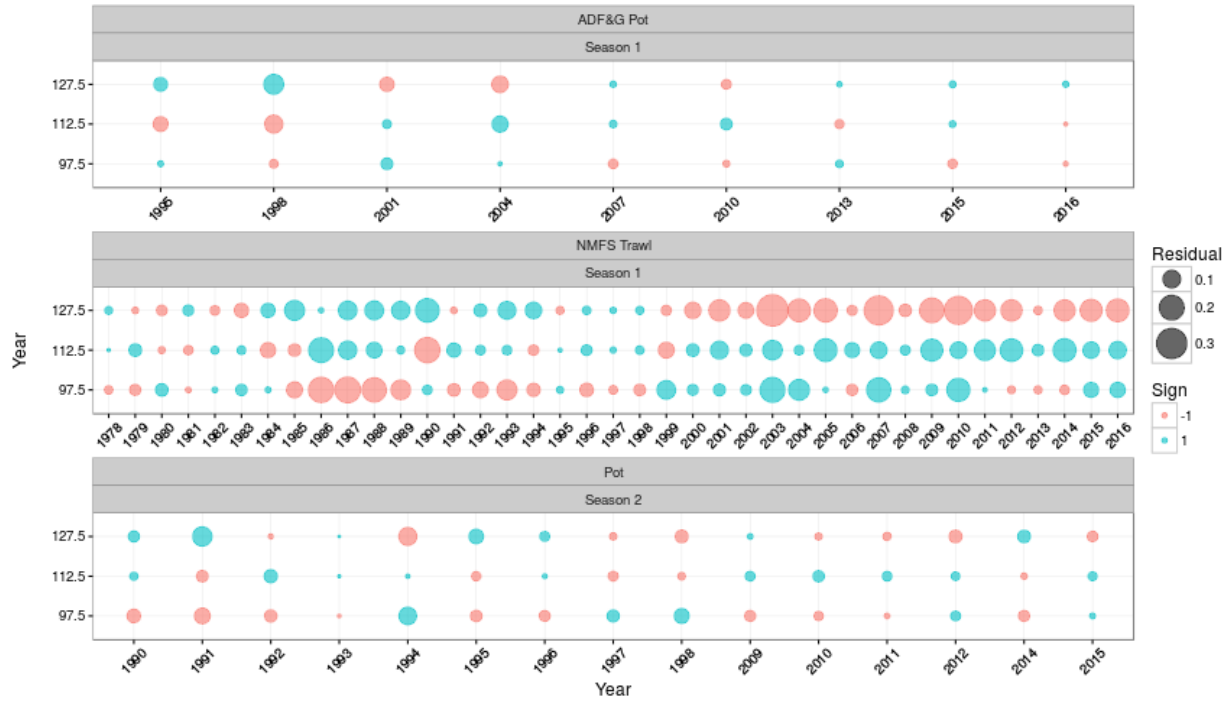 ADF&G Pot
Season 1
127.5
112.5
97.5
1995 1998 2001 2004 2007 2010 2013 2015 2016
NMFS Trawl
Season 1
127.5
112.5
97.5
1978 1979 1980 1981 1982 1983 1984 1985 1986 1987 1988 1989 1990 1991 1992 1993 1994 1995 1996 1997 1998 1999 2000 2001 2002 2003 2004 2005 2006 2007 2008 2009 2010 2011 2012 2013 2014 2015 2016
Year
Pot
Season 2
127.5
112.5
97.5
1990 1991 1992 1993 1994 1995 1996 1997 1998 2009 2010 2011 2012 2014 2015
Year
Residual
0.1
0.2
0.3
Sign
-1
1